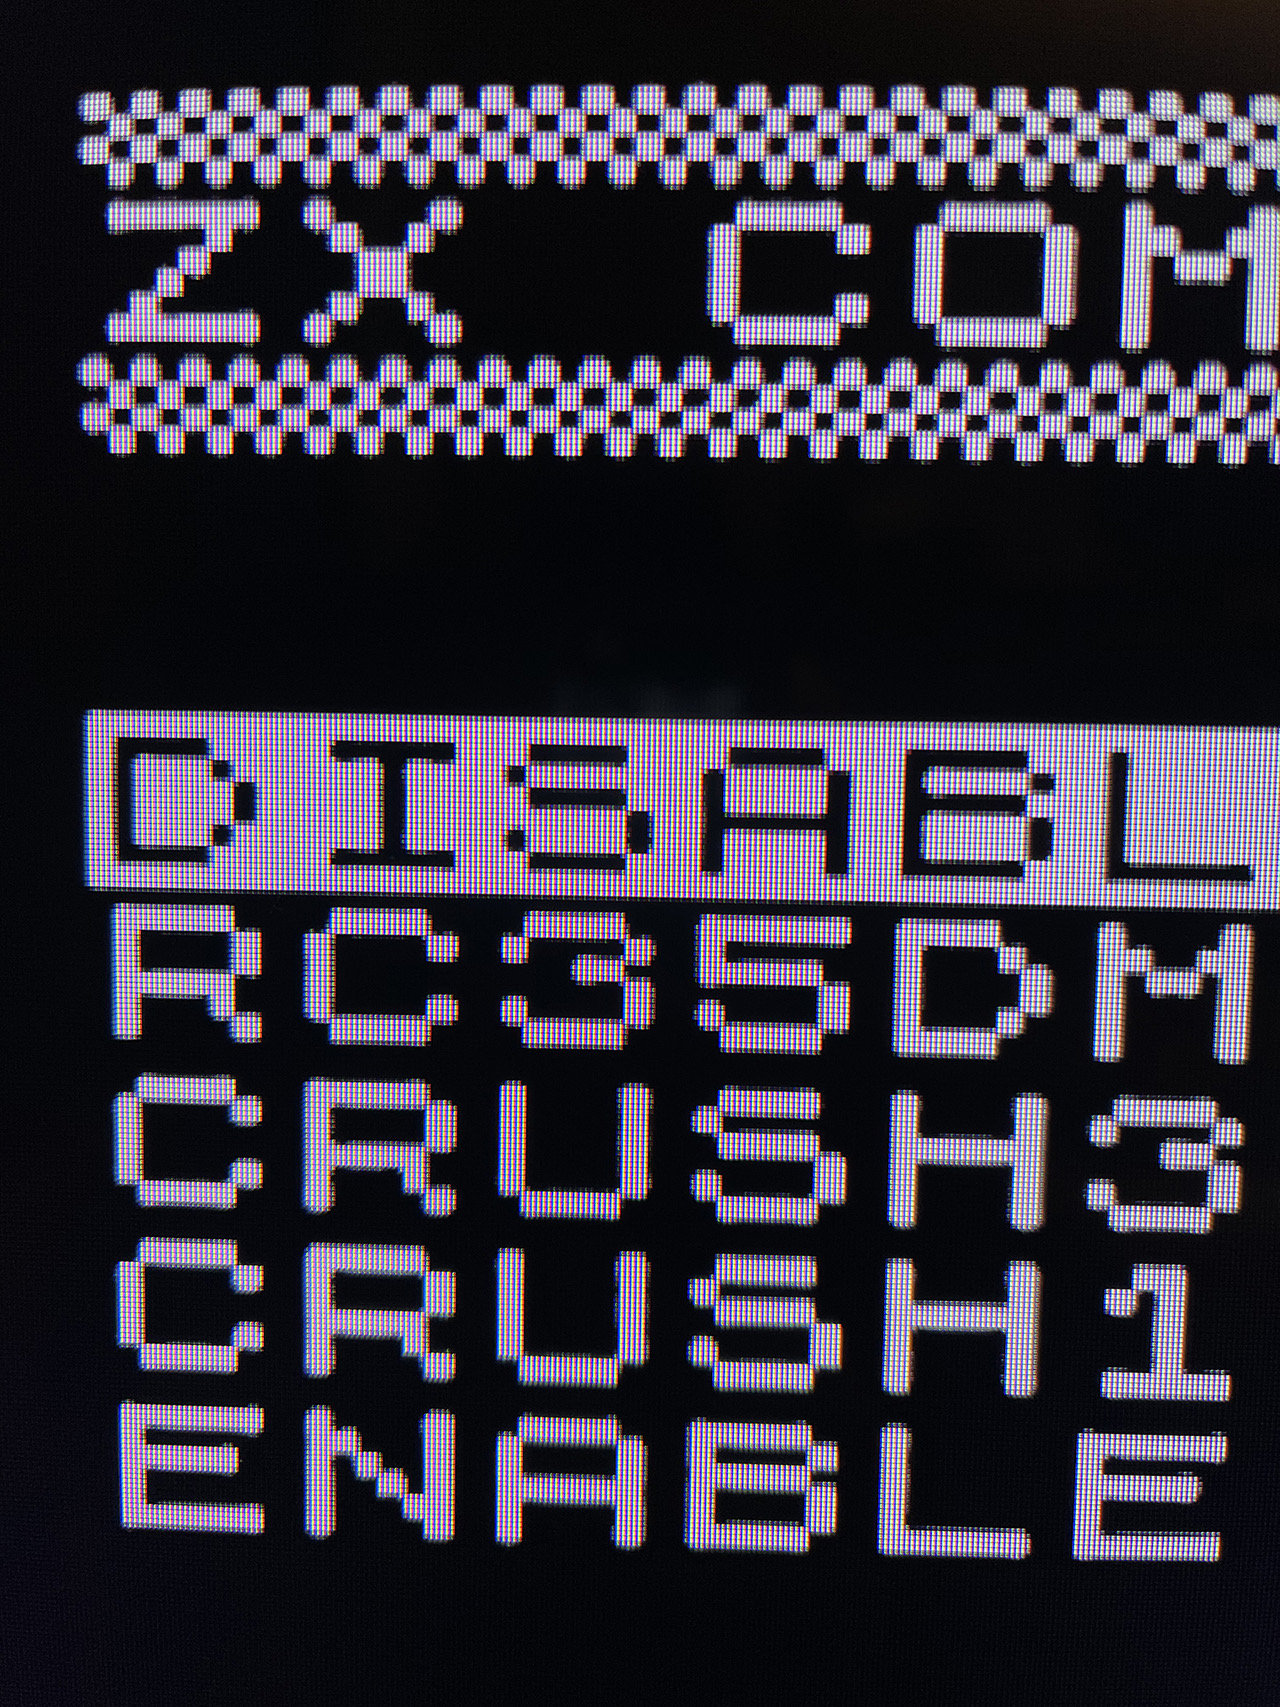 ZX COM
DISABL
RC35DM
CRUSH3
CRUSH1
ENABLE